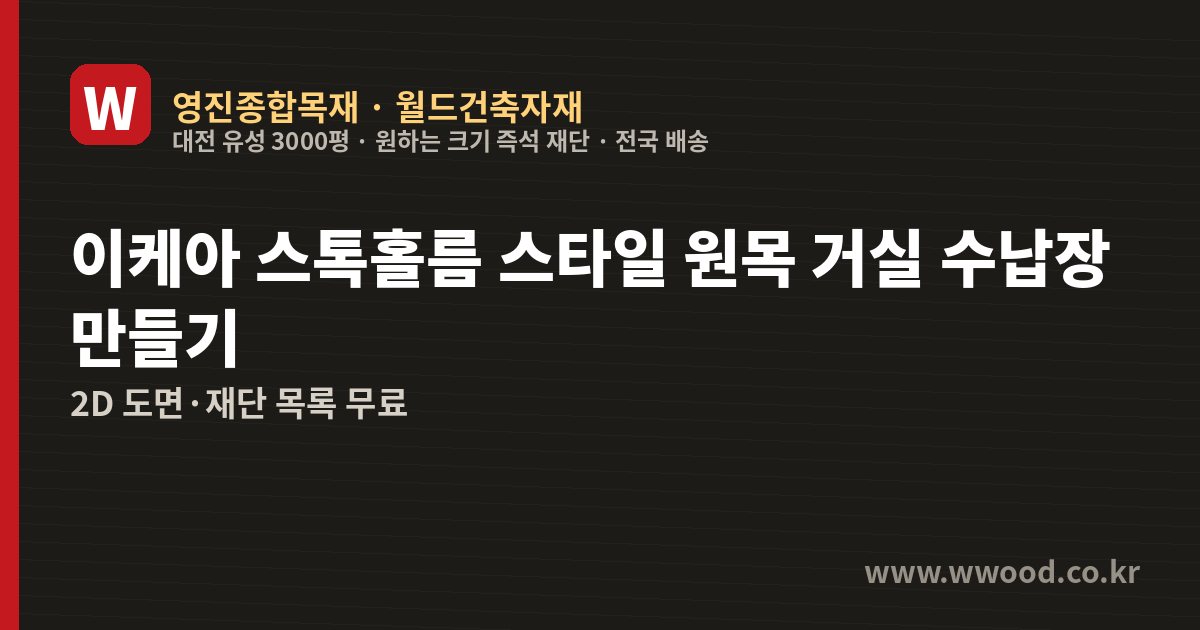 W
영진종합목재 · 월드건축자재
대전 유성 3000평 · 원하는 크기 즉석 재단 · 전국 배송
이케아 스톡홀름 스타일 원목 거실 수납장
만들기
2D 도면·재단 목록 무료
www.wwood.co.kr